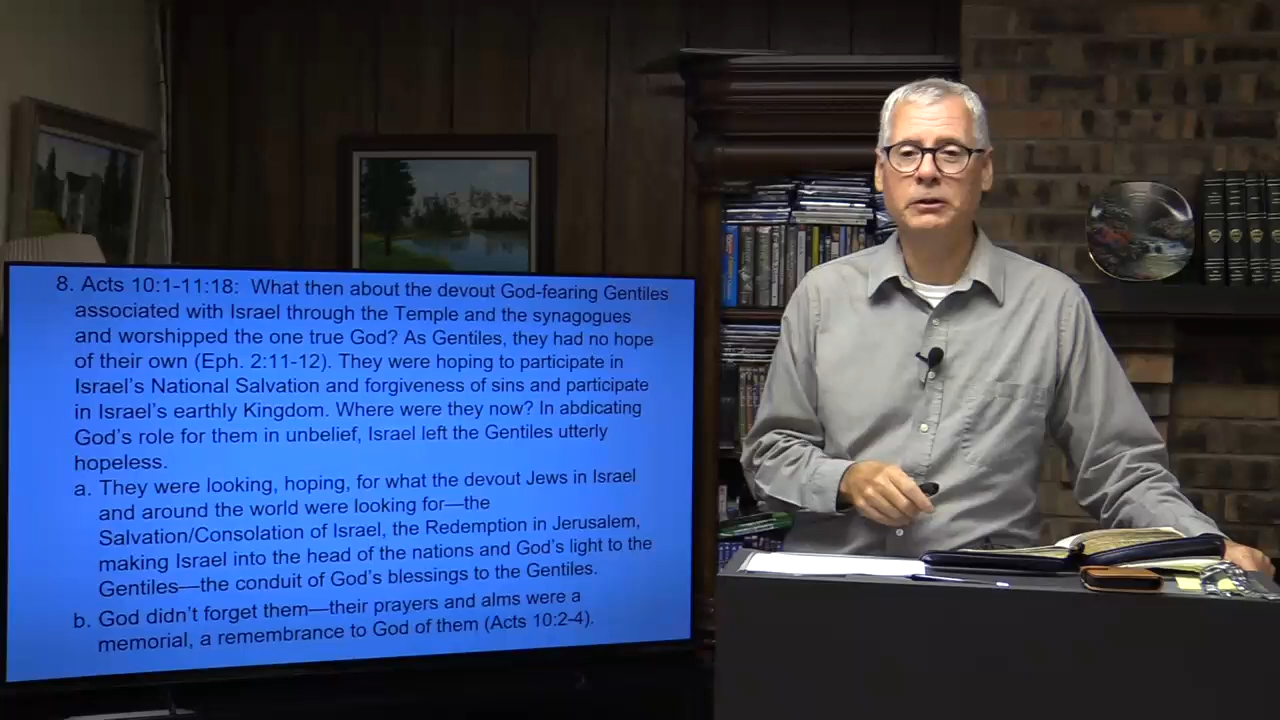 8. Acts 10:1-11:18: What then about the devout God-fearing Gentiles
associated with Israel through the Temple and the synagogues
and worshipped the one true God? As Gentiles, they had no hope
of their own (Eph. 2:11-12). They were hoping to participate in
Israel's National Salvation and forgiveness of sins and participate
in Israel's earthly Kingdom. Where were they now? In abdicating
God's role for them in unbelief, Israel left the Gentiles utterly
hopeless.
a. They were looking, hoping, for what the devout Jews in Israel
and around the world were looking for—the
Salvation/Consolation of Israel, the Redemption in Jerusalem,
making Israel into the head of the nations and God's light to the
Gentiles—the conduit of God's blessings to the Gentiles.
b. God didn't forget them—their prayers and alms were a
memorial, a remembrance to God of them (Acts 10:2-4).